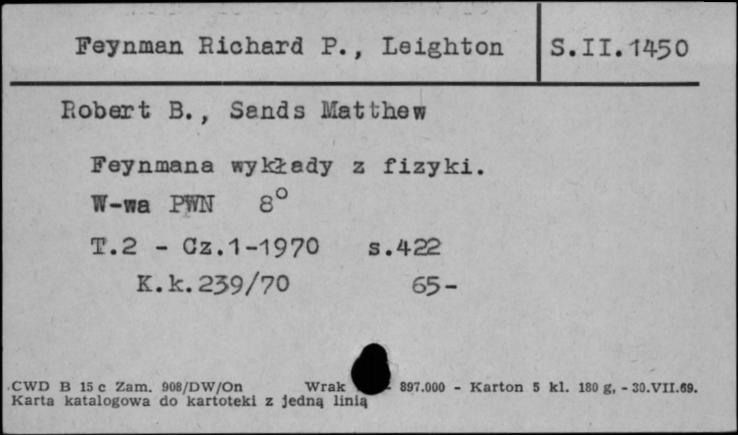 Feynman Richard P., Leighton
S.II.1450
Robert B., Sands Matthew
Feynmana wykłady z fizyki.
W-wa PWN 8°
T.2 - Cz.1-1970 s.422
K.k.239/70 65-
CWD B 15 c Zam. 908/DW/On Wrak - 897.000 - Karton 5 kl. 180 g, - 30.VII.69.
Karta katalogowa do kartoteki z jedną linią